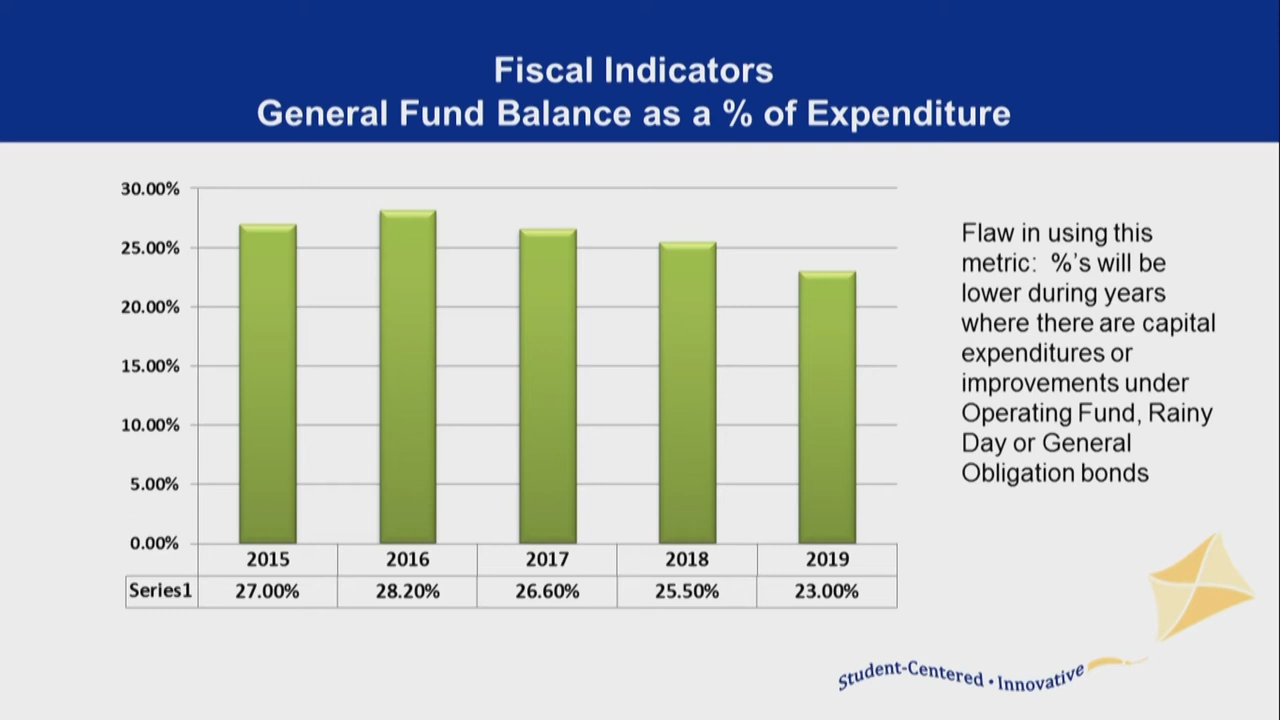 Fiscal Indicators
General Fund Balance as a % of Expenditure
30.00%
25.00%
20.00%
15.00%
10.00%
5.00%
0.00%
2015 2016 2017 2018 2019
Series1 27.00% 28.20% 26.60% 25.50% 23.00%
Flaw in using this
metric: %'s will be
lower during years
where there are capital
expenditures or
improvements under
Operating Fund, Rainy
Day or General
Obligation bonds
Student-Centered • Innovative